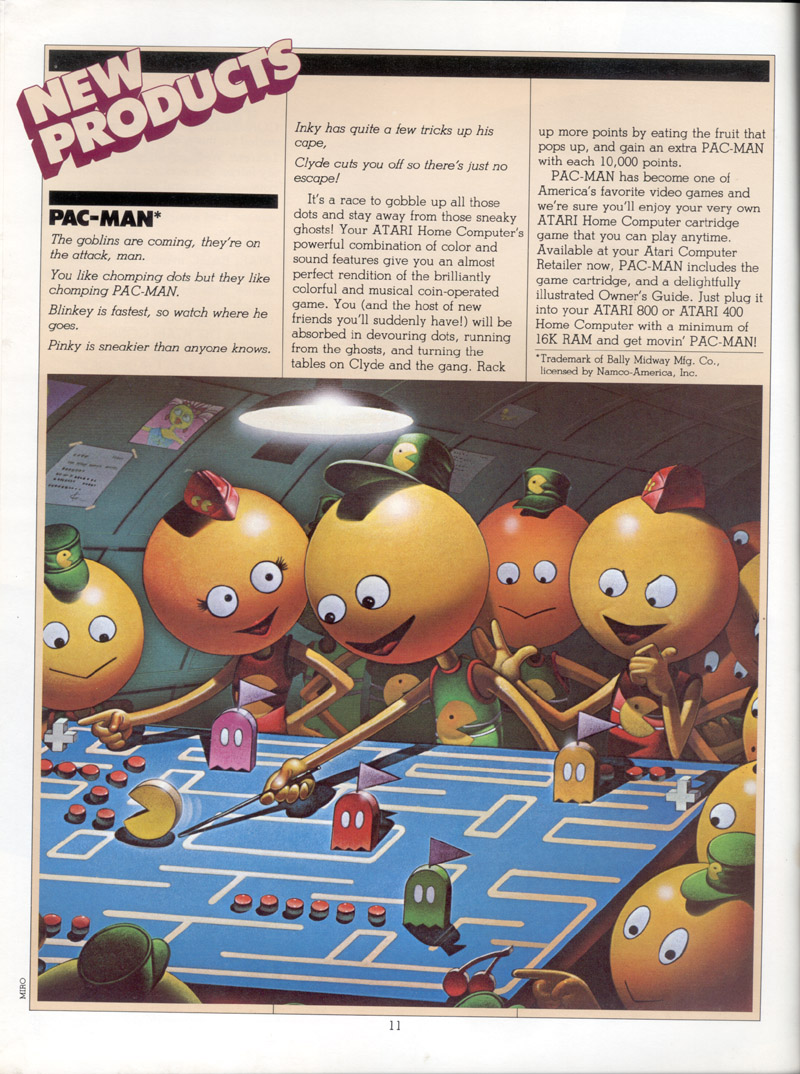 NEW
PRODUCTS
PAC-MAN*
The goblins are coming, they're on
the attack, man.
You like chomping dots but they like
chomping PAC-MAN.
Blinkey is fastest, so watch where he
goes.
Pinky is sneakier than anyone knows.
Inky has quite a few tricks up his
cape,
Clyde cuts you off so there's just no
escape!
It's a race to gobble up all those
dots and stay away from those sneaky
ghosts! Your ATARI Home Computer's
powerful combination of color and
sound features give you an almost
perfect rendition of the brilliantly
colorful and musical coin-operated
game. You (and the host of new
friends you'll suddenly have!) will be
absorbed in devouring dots, running
from the ghosts, and turning the
tables on Clyde and the gang. Rack
up more points by eating the fruit that
pops up, and gain an extra PAC-MAN
with each 10,000 points.
PAC-MAN has become one of
America's favorite video games and
we're sure you'll enjoy your very own
ATARI Home Computer cartridge
game that you can play anytime.
Available at your Atari Computer
Retailer now, PAC-MAN includes the
game cartridge, and a delightfully
illustrated Owner's Guide. Just plug it
into your ATARI 800 or ATARI 400
Home Computer with a minimum of
16K RAM and get movin' PAC-MAN!
*Trademark of Bally Midway Mfg. Co.,
licensed by Namco-America, Inc.
MIRO
11